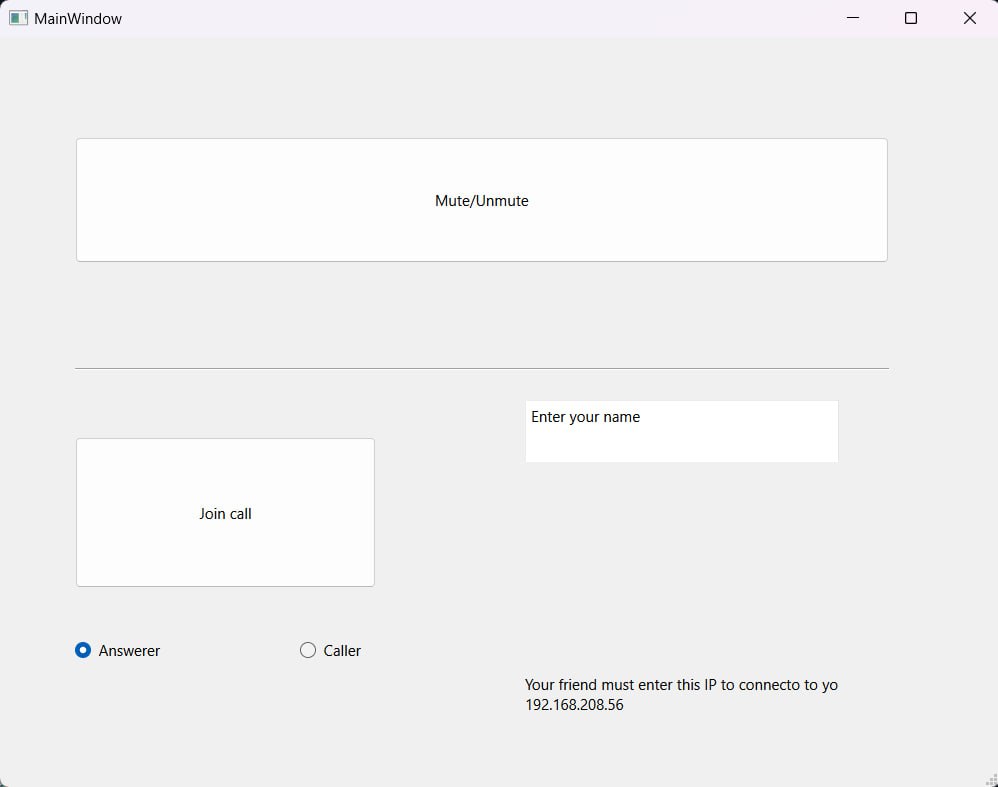 MainWindow
Mute/Unmute
Enter your name
Join call
Answerer
Caller
Your friend must enter this IP to connecto to yo
192.168.208.56